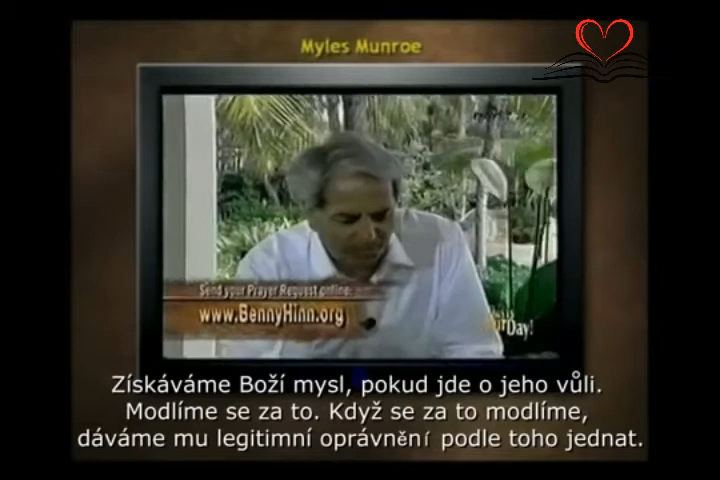 Myles Munroe
Send your Prayer Request online:
www.BennyHinn.org
Day!
Získáváme Boží mysl, pokud jde o jeho vůli.
Modlíme se za to. Když se za to modlíme,
dáváme mu legitimní oprávnění podle toho jednat.